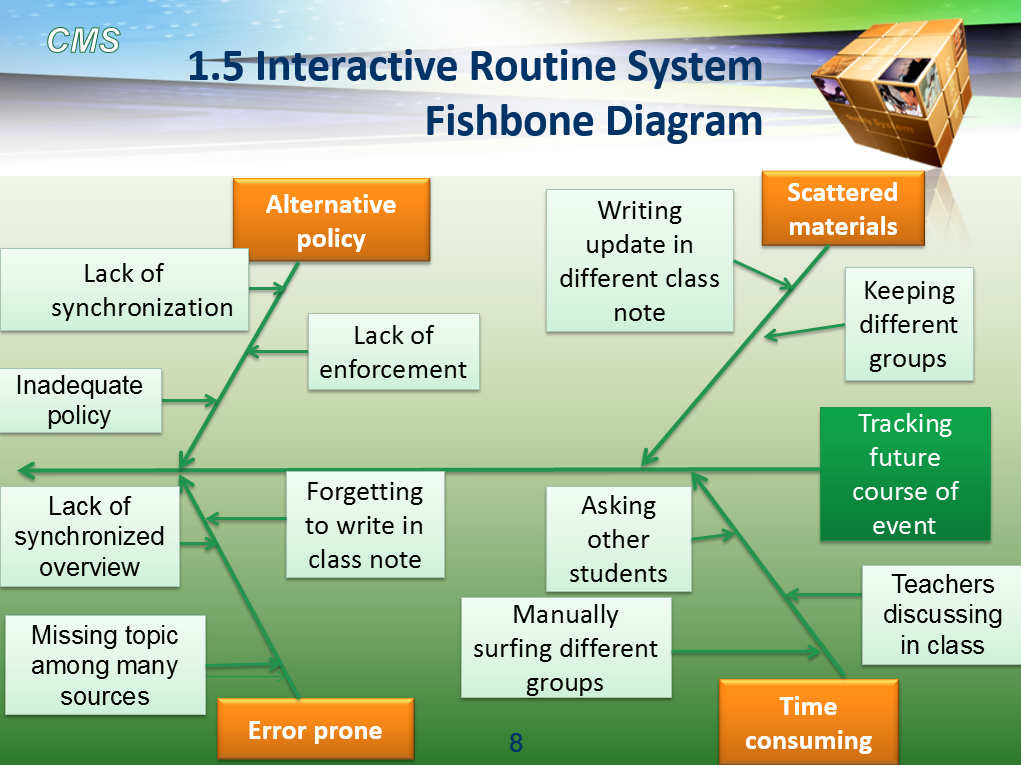 CMS
1.5 Interactive Routine System
Fishbone Diagram
Alternative
policy
Scattered
materials
Lack of
synchronization
Writing
update in
different class
note
Keeping
different
groups
Lack of
enforcement
Inadequate
policy
Tracking
future
course of
event
Lack of
synchronized
overview
Forgetting
to write in
class note
Asking
other
students
Teachers
discussing
in class
Missing topic
among many
sources
Manually
surfing different
groups
Error prone
Time
consuming
8